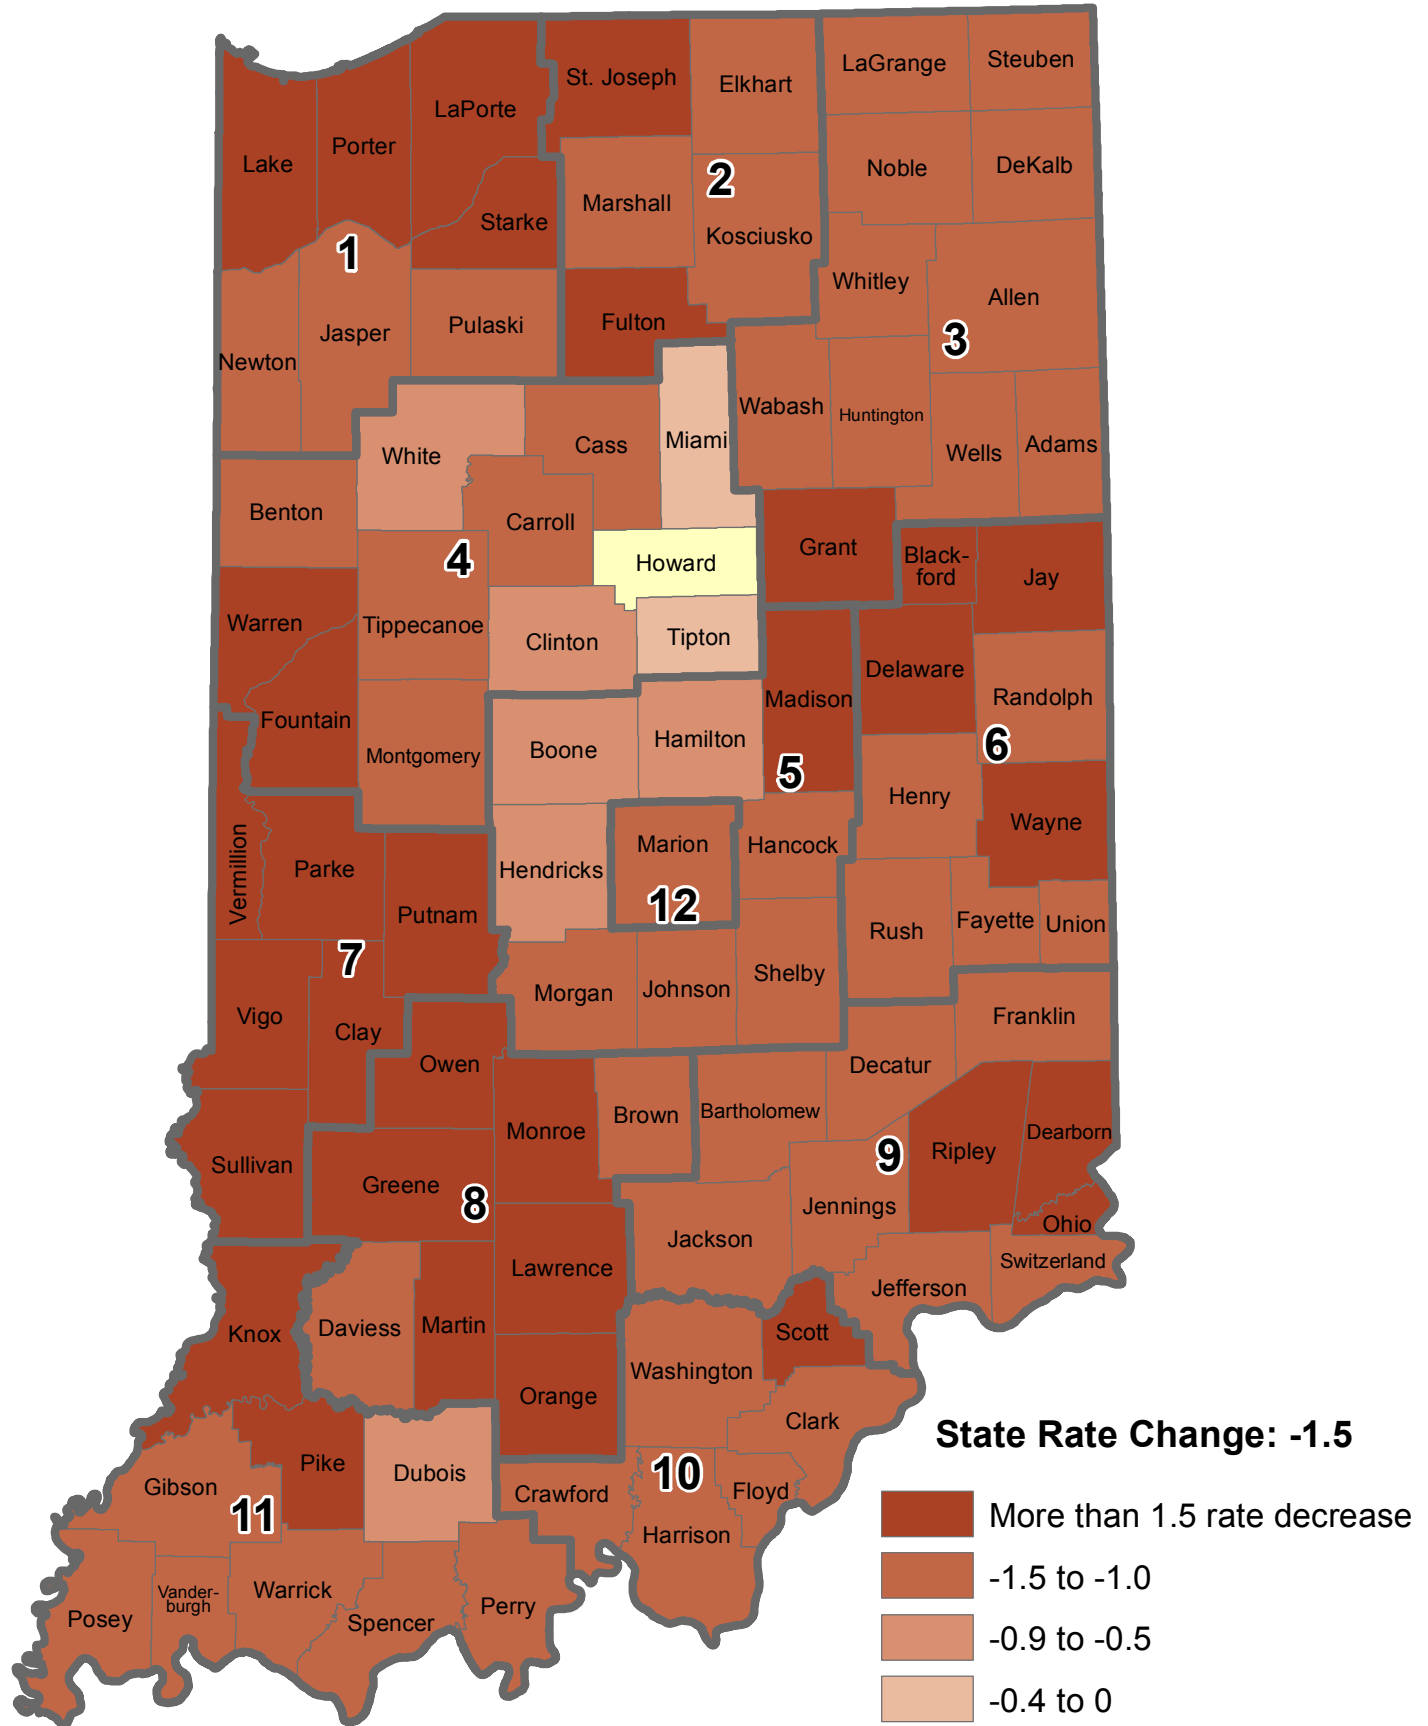 St. Joseph
Elkhart
LaGrange
Steuben
LaPorte
Porter
Lake
Noble
DeKalb
2
Marshall
Starke
Kosciusko
1
Whitley
Allen
Jasper
Pulaski
Fulton
3
Newton
Wabash
Huntington
Miami
Cass
White
Wells
Adams
Benton
Carroll
Grant
4
Howard
Black-
ford
Jay
Warren
Tippecanoe
Clinton
Tipton
Delaware
Madison
Randolph
Fountain
Boone
Hamilton
6
Montgomery
5
Henry
Wayne
Vermillion
Parke
Hendricks
Marion
Hancock
12
Putnam
Rush
Fayette
Union
7
Morgan
Johnson
Shelby
Vigo
Clay
Franklin
Owen
Decatur
Monroe
Brown
Bartholomew
Dearborn
Sullivan
9
Ripley
Greene
8
Jennings
Jackson
Ohio
Lawrence
Switzerland
Jefferson
Knox
Daviess
Martin
Scott
Washington
Orange
Clark
Pike
Dubois
10
Gibson
Crawford
Floyd
11
Harrison
Vander-
burgh
Warrick
Posey
Spencer
Perry
State Rate Change: -1.5
More than 1.5 rate decrease
-1.5 to -1.0
-0.9 to -0.5
-0.4 to 0